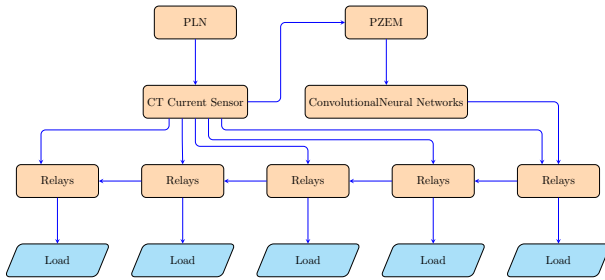 PLN
PZEM
CT Current Sensor
ConvolutionalNeural Networks
Relays
Relays
Relays
Relays
Relays
Load
Load
Load
Load
Load